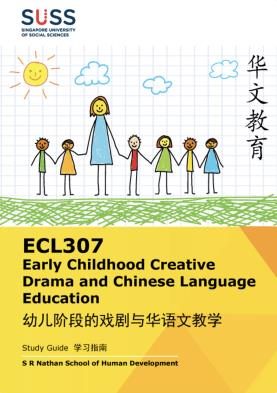 SUSS
SINGAPORE UNIVERSITY
OF SOCIAL SCIENCES
华文教育
ECL307
Early Childhood Creative
Drama and Chinese Language
Education
幼儿阶段的戏剧与华语文教学
Study Guide 学习指南
S R Nathan School of Human Development